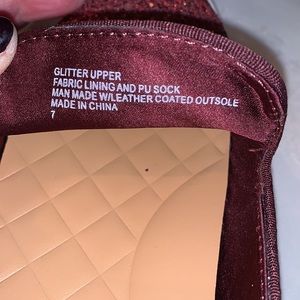 GLITTER UPPER
FABRIC LINING AND PU SOCK
MAN MADE W/LEATHER COATED OUTSOLE
MADE IN CHINA
7